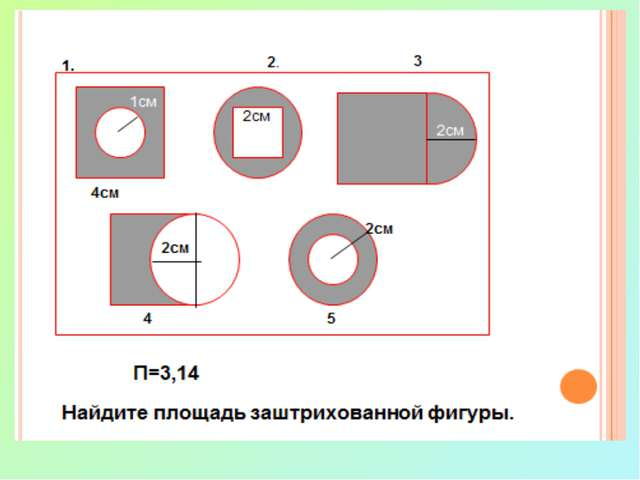 1.
2.
3
1см
2см
2см
4см
2см
2см
4
5
П=3,14
Найдите площадь заштрихованной фигуры.